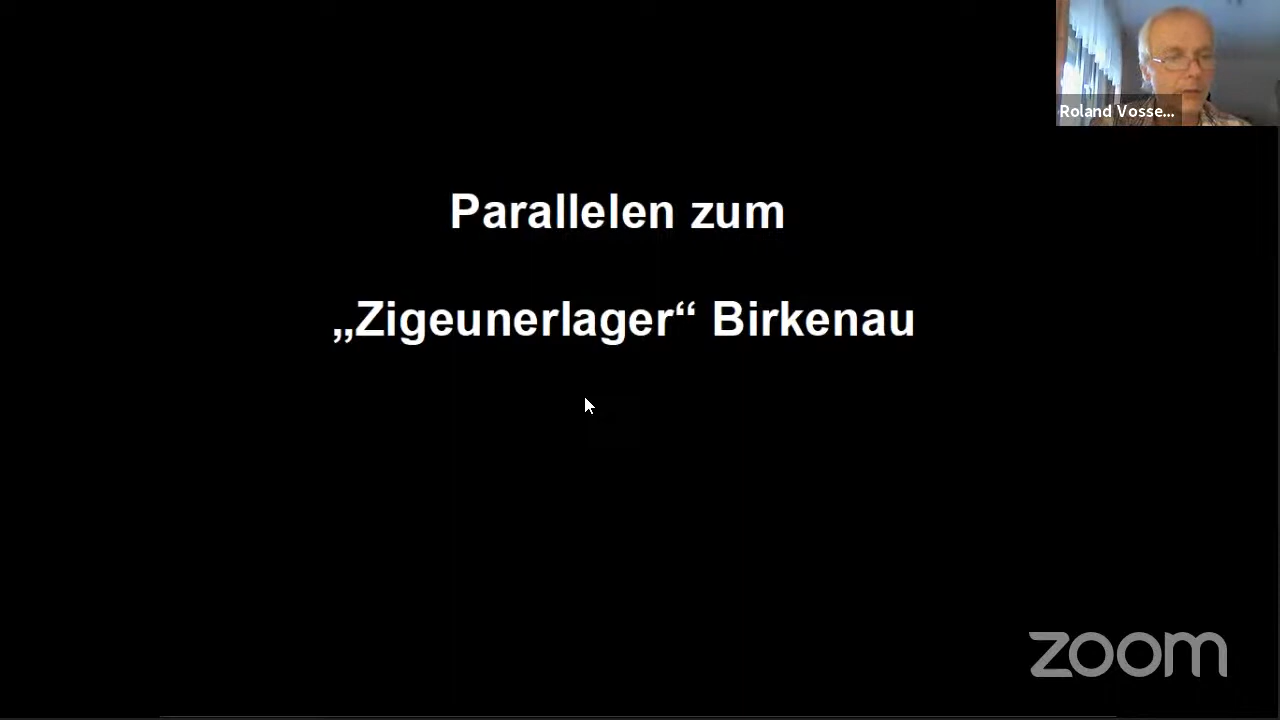 Roland Vosse...
Parallelen zum
„Zigeunerlager“ Birkenau
zoom